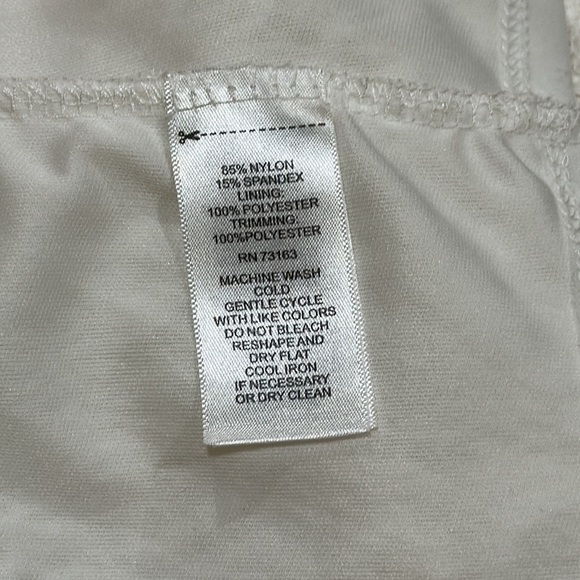 85% NYLON
15% SPANDEX
LINING:
100% POLYESTER
TRIMMING:
100%POLYESTER
RN 73163
MACHINE WASH
COLD
GENTLE CYCLE
WITH LIKE COLORS
DO NOT BLEACH
RESHAPE AND
DRY FLAT
COOL IRON
IF NECESSARY
OR DRY CLEAN